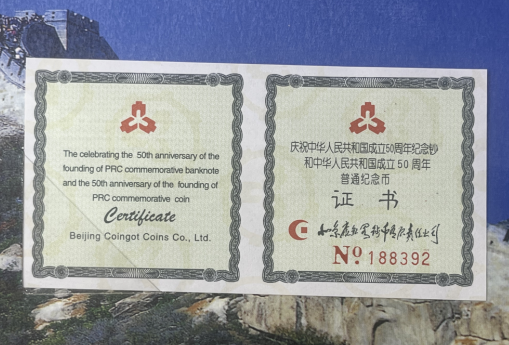 The celebrating the 50th anniversary of the
founding of PRC commemorative banknote
and the 50th anniversary of the founding of
PRC commemorative coin
Certificate
Beijing Coingot Coins Co., Ltd.
庆祝中华人民共和国成立50周年纪念钞
和中华人民共和国成立50周年
普通纪念币
证 书
№ 188392